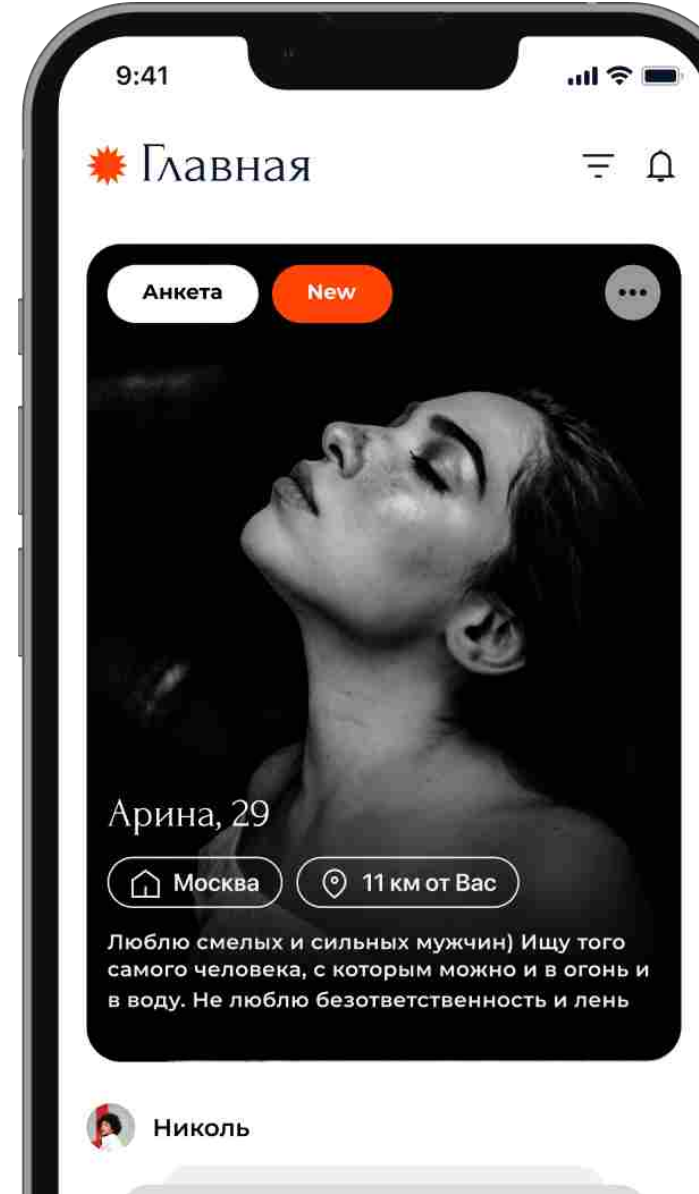 9:41
Главная
Анкета
New
Арина, 29
Москва
11 км от Вас
Люблю смелых и сильных мужчин) Ищу того
самого человека, с которым можно и в огонь и
в воду. Не люблю безответственность и лень
Николь